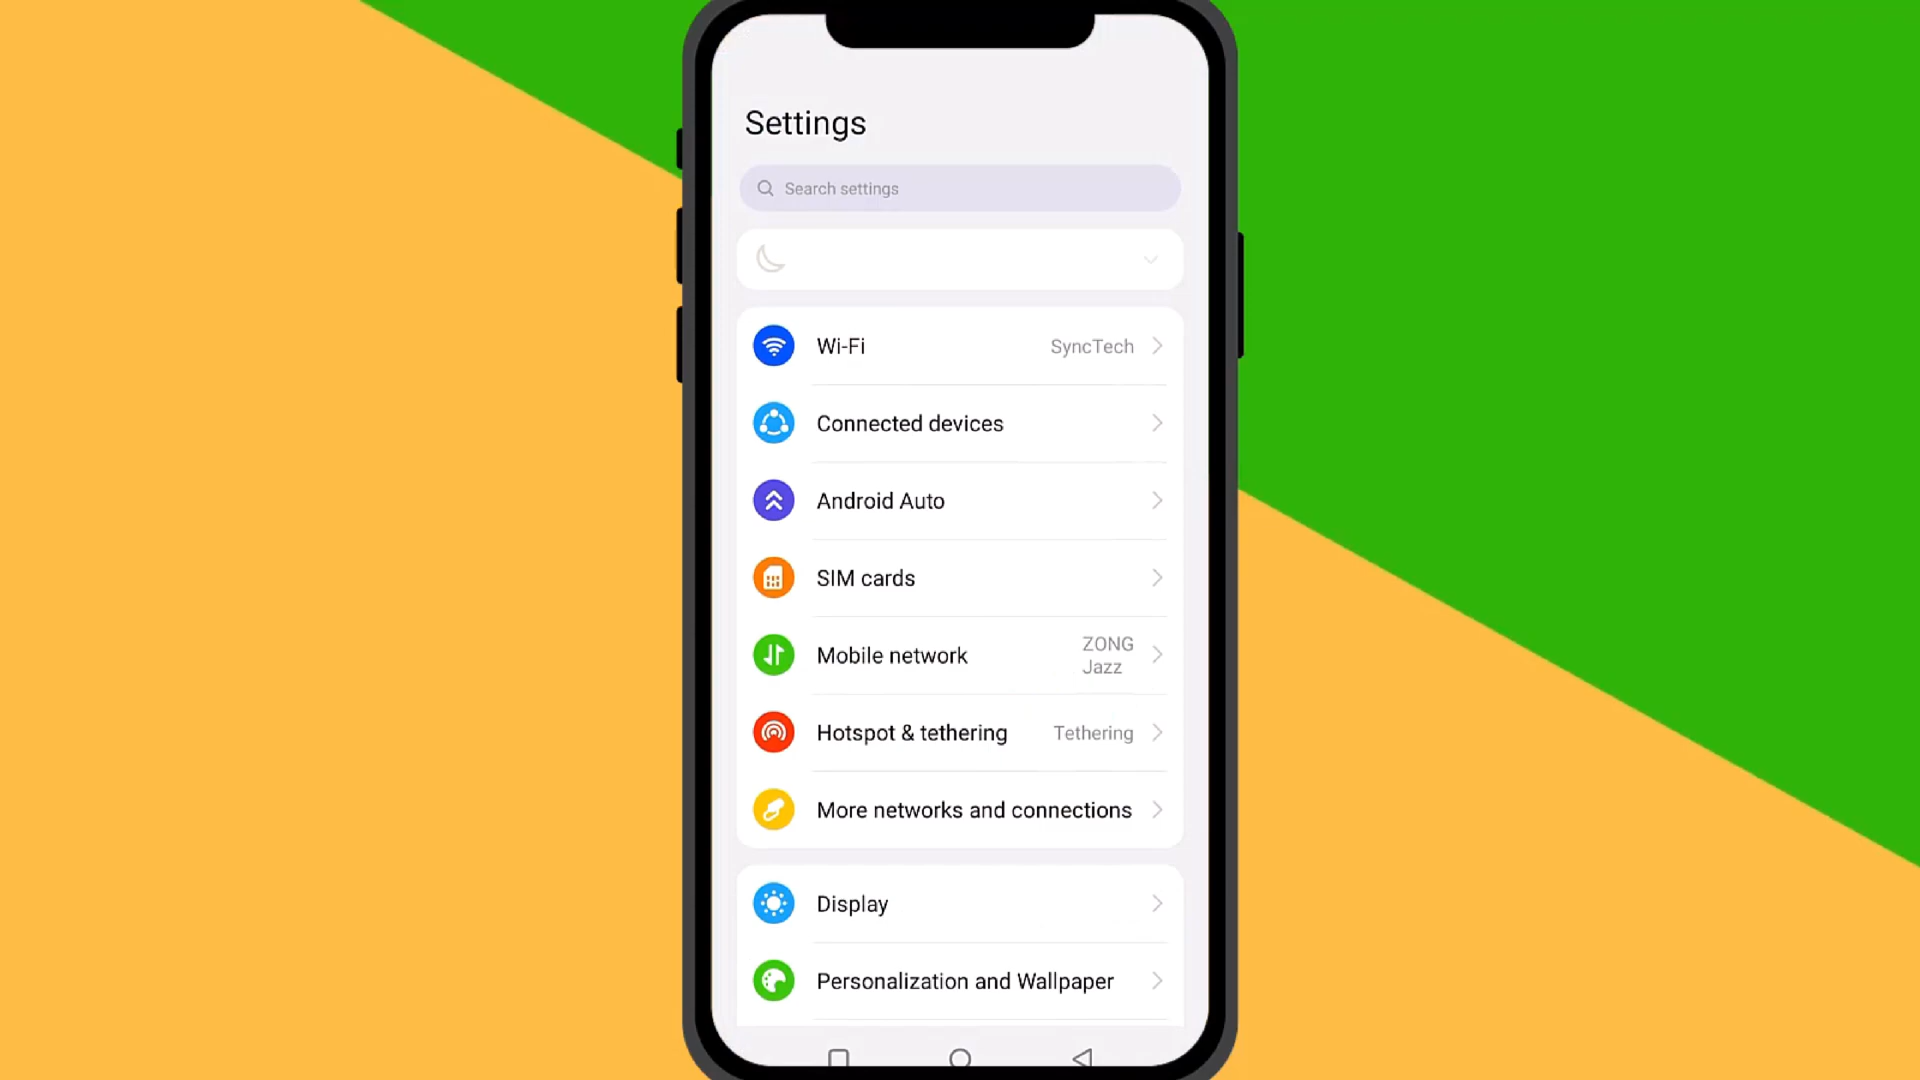 Settings
Search settings
Wi-Fi SyncTech
Connected devices
Android Auto
SIM cards
Mobile network ZONG
Jazz
Hotspot & tethering Tethering
More networks and connections
Display
Personalization and Wallpaper